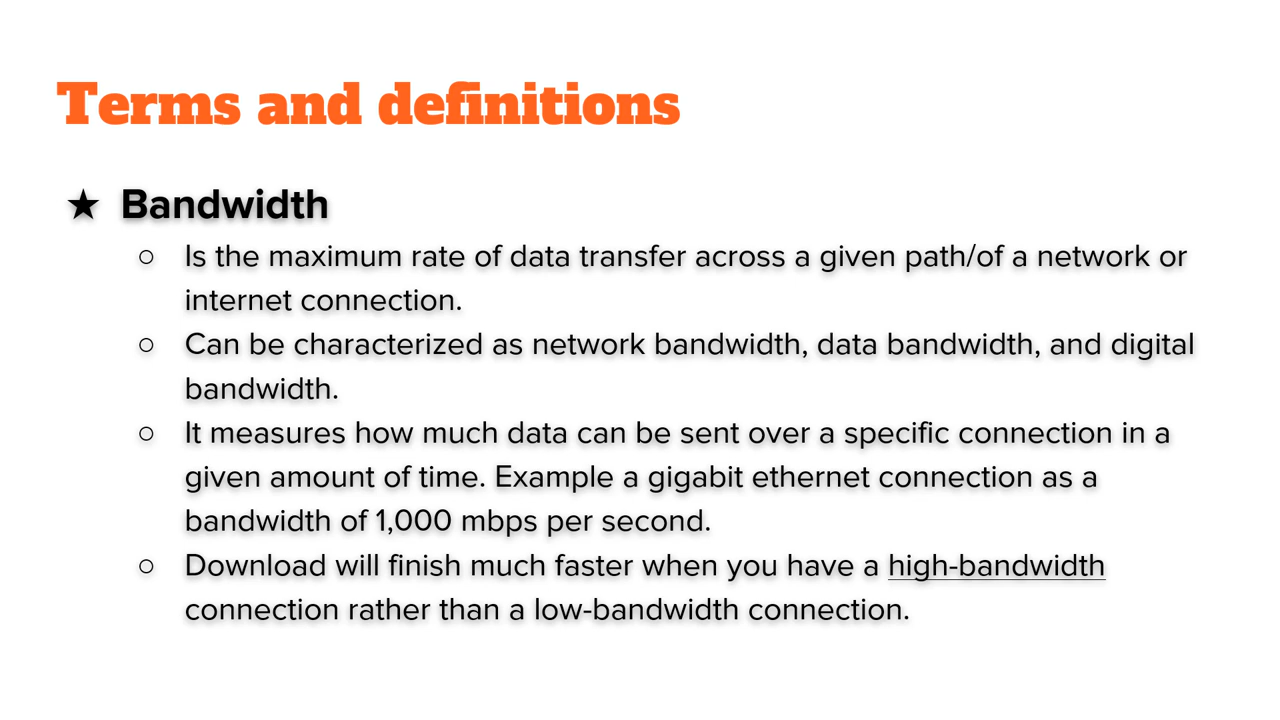 Terms and definitions
★ Bandwidth
○ Is the maximum rate of data transfer across a given path/of a network or
internet connection.
○ Can be characterized as network bandwidth, data bandwidth, and digital
bandwidth.
○ It measures how much data can be sent over a specific connection in a
given amount of time. Example a gigabit ethernet connection as a
bandwidth of 1,000 mbps per second.
○ Download will finish much faster when you have a high-bandwidth
connection rather than a low-bandwidth connection.